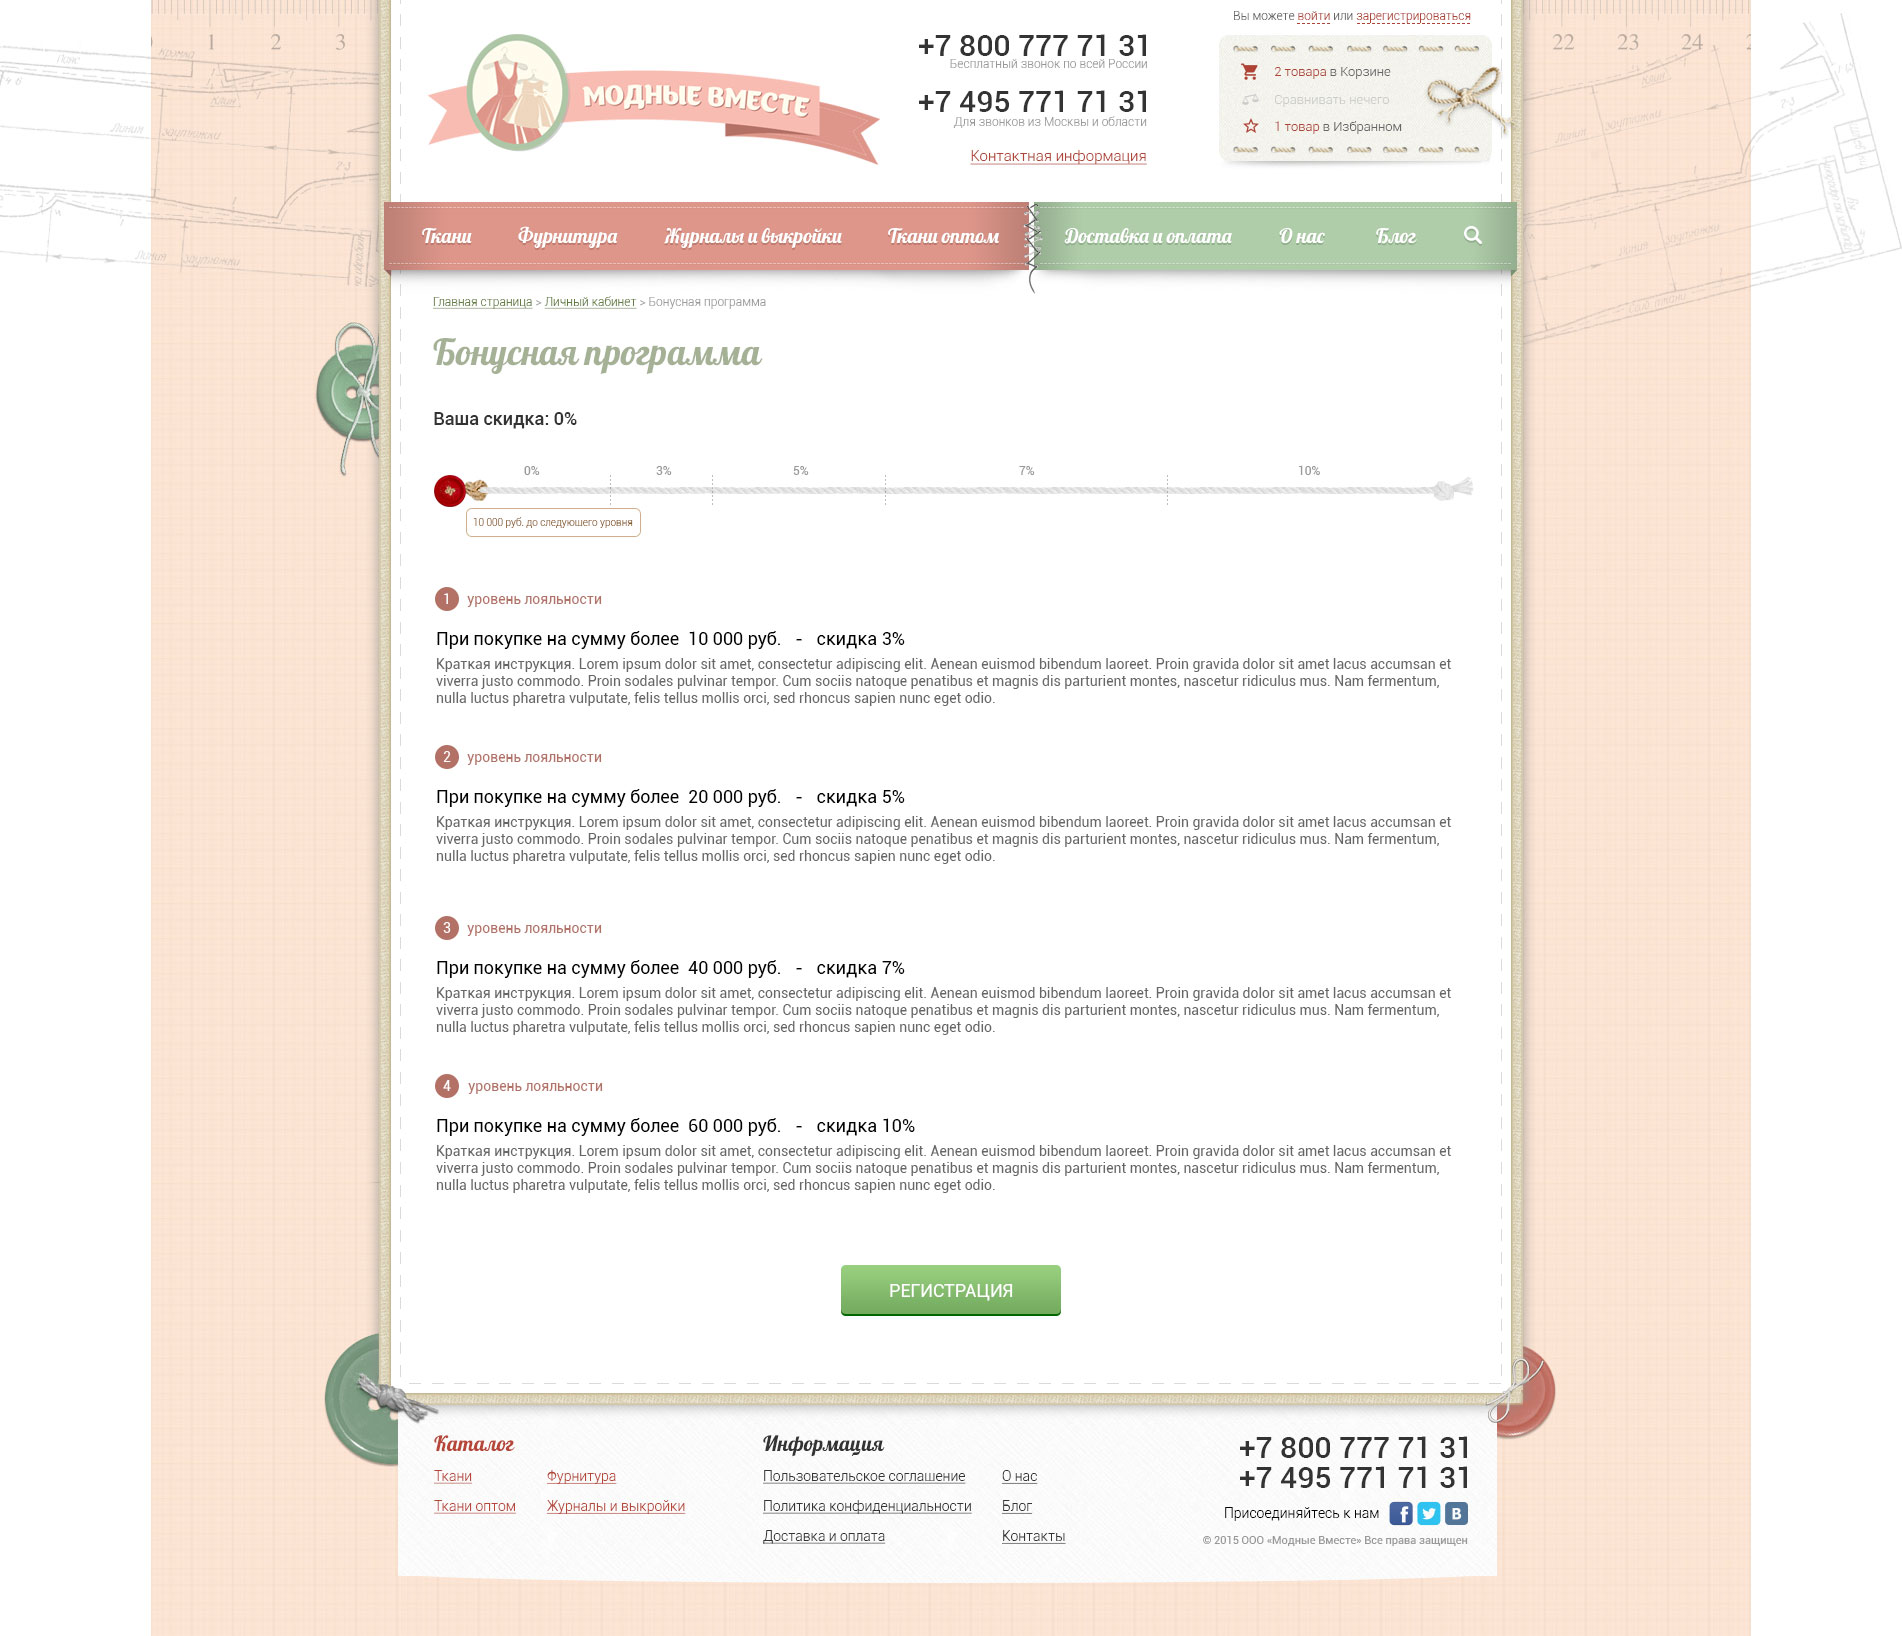 Вы можете войти или зарегистрироваться
1 2 3
22 23 24
МОДНЫЕ ВМЕСТЕ
+7 800 777 71 31
Бесплатный звонок по всей России
+7 495 771 71 31
Для звонков из Москвы и области
Контактная информация
2 товара в Корзине
Сравнивать нечего
1 товар в Избранном
Ткани Фурнитура Журналы и выкройки Ткани оптом Доставка и оплата О нас Блог
Главная страница > Личный кабинет > Бонусная программа
Бонусная программа
Ваша скидка: 0%
0% 3% 5% 7% 10%
10 000 руб. до следующего уровня
1 уровень лояльности
При покупке на сумму более 10 000 руб. - скидка 3%
Краткая инструкция. Lorem ipsum dolor sit amet, consectetur adipiscing elit. Aenean euismod bibendum laoreet. Proin gravida dolor sit amet lacus accumsan et
viverra justo commodo. Proin sodales pulvinar tempor. Cum sociis natoque penatibus et magnis dis parturient montes, nascetur ridiculus mus. Nam fermentum,
nulla luctus pharetra vulputate, felis tellus mollis orci, sed rhoncus sapien nunc eget odio.
2 уровень лояльности
При покупке на сумму более 20 000 руб. - скидка 5%
Краткая инструкция. Lorem ipsum dolor sit amet, consectetur adipiscing elit. Aenean euismod bibendum laoreet. Proin gravida dolor sit amet lacus accumsan et
viverra justo commodo. Proin sodales pulvinar tempor. Cum sociis natoque penatibus et magnis dis parturient montes, nascetur ridiculus mus. Nam fermentum,
nulla luctus pharetra vulputate, felis tellus mollis orci, sed rhoncus sapien nunc eget odio.
3 уровень лояльности
При покупке на сумму более 40 000 руб. - скидка 7%
Краткая инструкция. Lorem ipsum dolor sit amet, consectetur adipiscing elit. Aenean euismod bibendum laoreet. Proin gravida dolor sit amet lacus accumsan et
viverra justo commodo. Proin sodales pulvinar tempor. Cum sociis natoque penatibus et magnis dis parturient montes, nascetur ridiculus mus. Nam fermentum,
nulla luctus pharetra vulputate, felis tellus mollis orci, sed rhoncus sapien nunc eget odio.
4 уровень лояльности
При покупке на сумму более 60 000 руб. - скидка 10%
Краткая инструкция. Lorem ipsum dolor sit amet, consectetur adipiscing elit. Aenean euismod bibendum laoreet. Proin gravida dolor sit amet lacus accumsan et
viverra justo commodo. Proin sodales pulvinar tempor. Cum sociis natoque penatibus et magnis dis parturient montes, nascetur ridiculus mus. Nam fermentum,
nulla luctus pharetra vulputate, felis tellus mollis orci, sed rhoncus sapien nunc eget odio.
РЕГИСТРАЦИЯ
Каталог
Ткани Фурнитура
Ткани оптом Журналы и выкройки
Информация
Пользовательское соглашение О нас
Политика конфиденциальности Блог
Доставка и оплата Контакты
+7 800 777 71 31
+7 495 771 71 31
Присоединяйтесь к нам
© 2015 ООО «Модные Вместе» Все права защищен